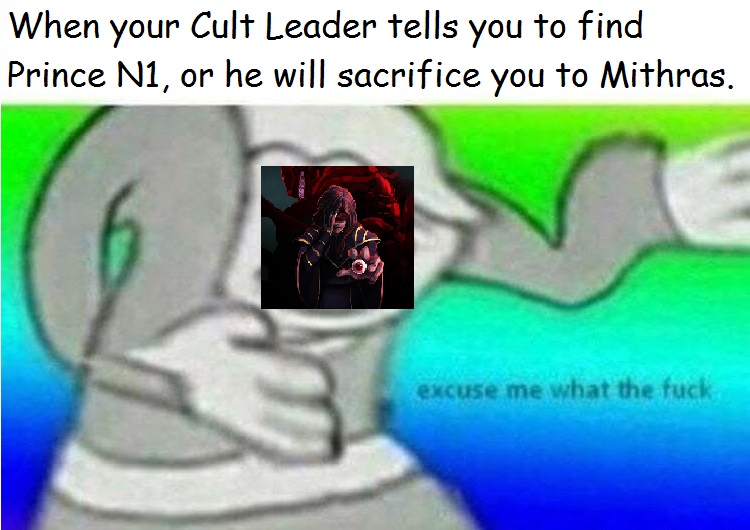 When your Cult Leader tells you to find
Prince N1, or he will sacrifice you to Mithras.
excuse me what the fuck